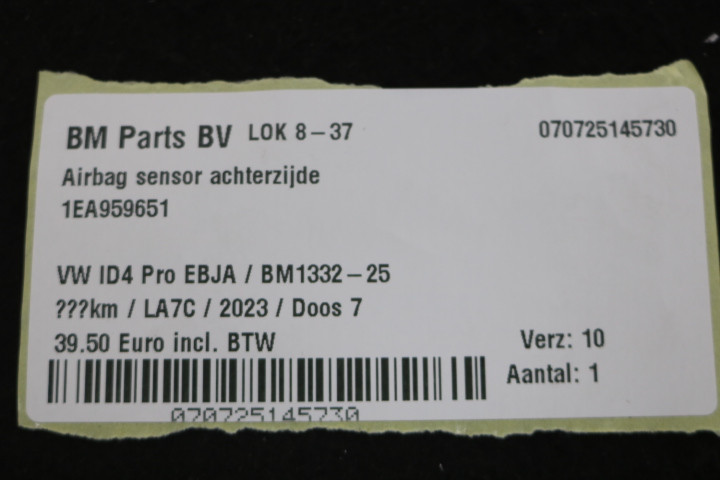 BM Parts BV LOK 8-37 070725145730
Airbag sensor achterzijde
1EA959651
VW ID4 Pro EBJA / BM1332-25
???km / LA7C / 2023 / Doos 7
39.50 Euro incl. BTW Verz: 10
Aantal: 1
070725145730